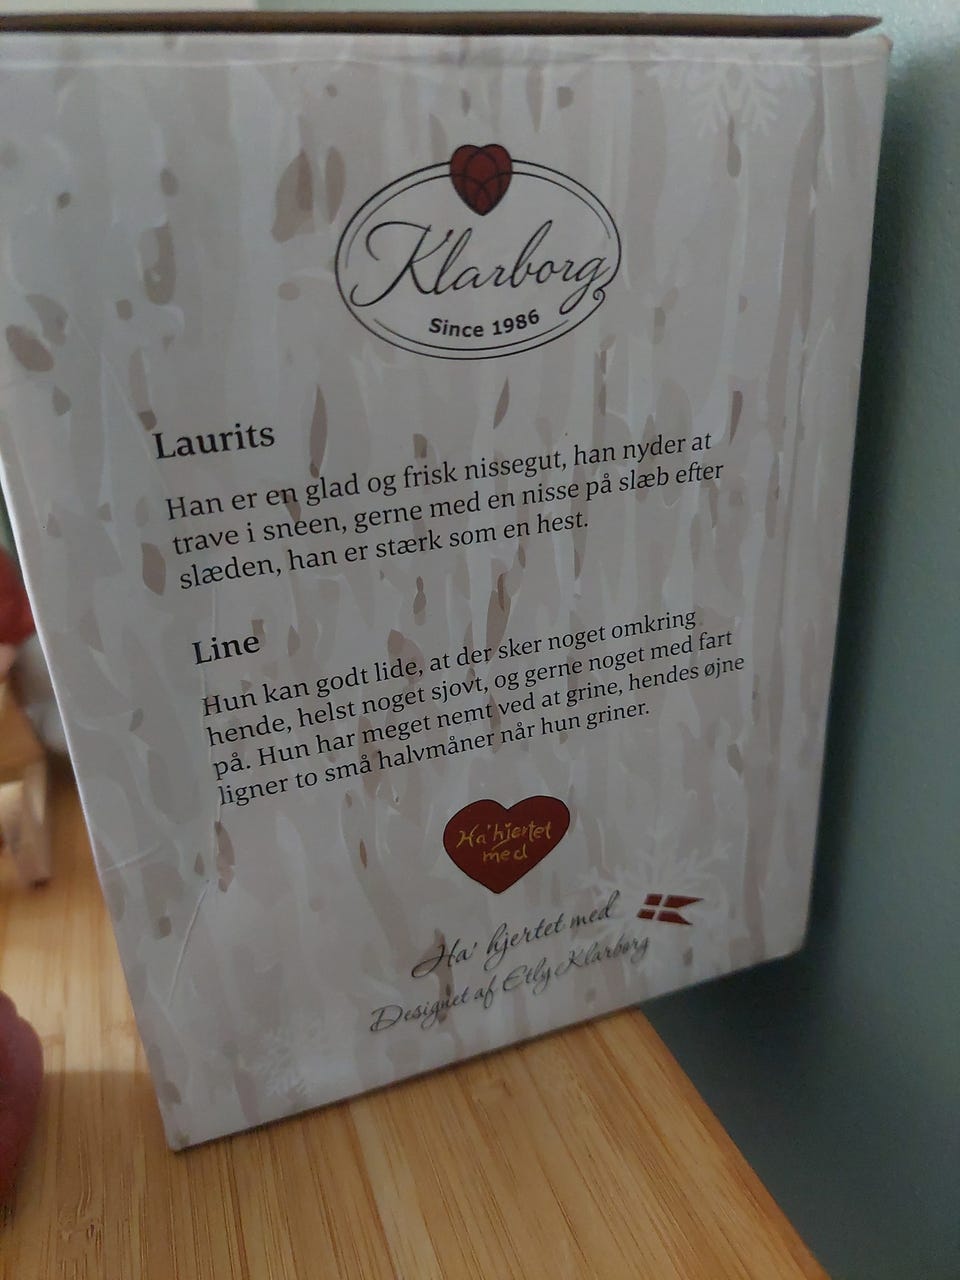 Klarborg
Since 1986
Laurits
Han er en glad og frisk nissegut, han nyder at
trave i sneen, gerne med en nisse på slæb efter
slæden, han er stærk som en hest.
Line
Hun kan godt lide, at der sker noget omkring
hende, helst noget sjovt, og gerne noget med fart
på. Hun har meget nemt ved at grine, hendes øjne
ligner to små halvmåner når hun griner.
Ha' hjertet
med
Ha' hjertet med
Designet af Etly Klarborg